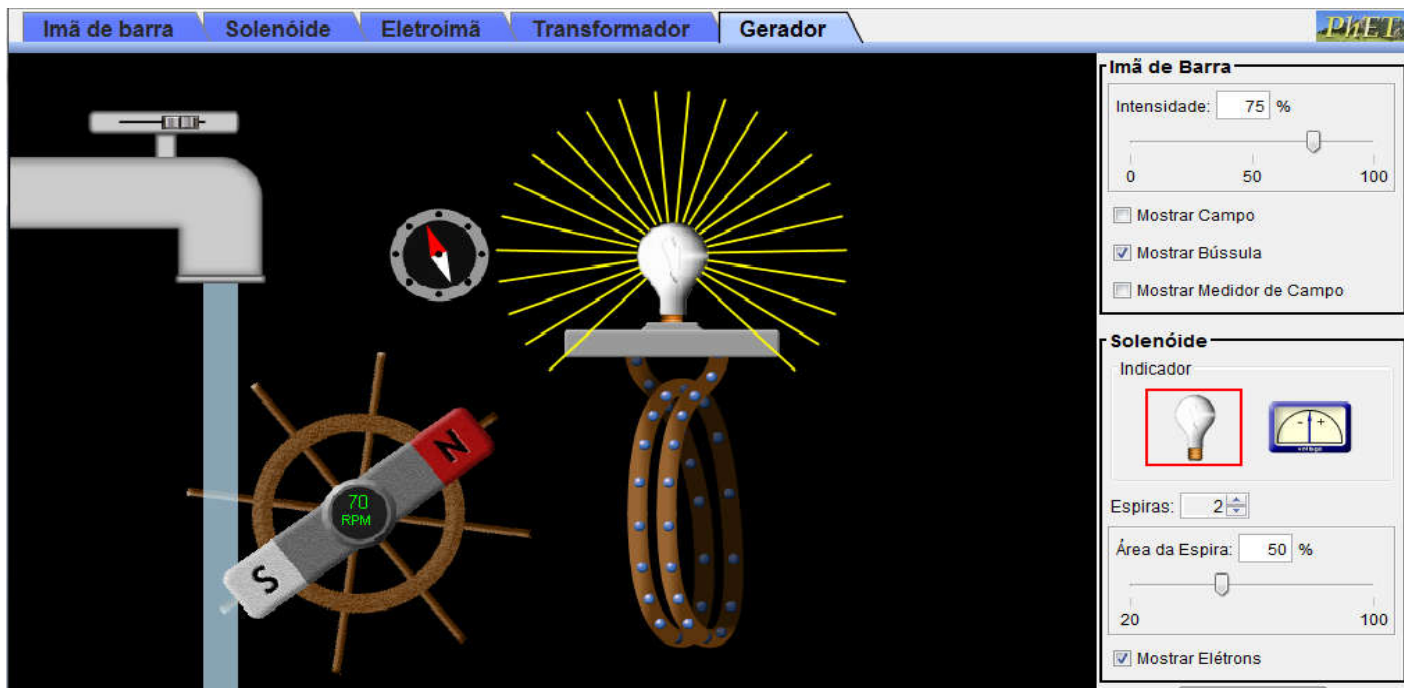 Imã de barra
Solenóide
Eletroimã
Transformador
Gerador
PhET
Imã de Barra
Intensidade: 75 %
0 50 100
Mostrar Campo
Mostrar Bússula
Mostrar Medidor de Campo
N
70
RPM
S
Solenóide
Indicador
- +
voltage
Espiras: 2
Área da Espira: 50 %
20 100
Mostrar Elétrons